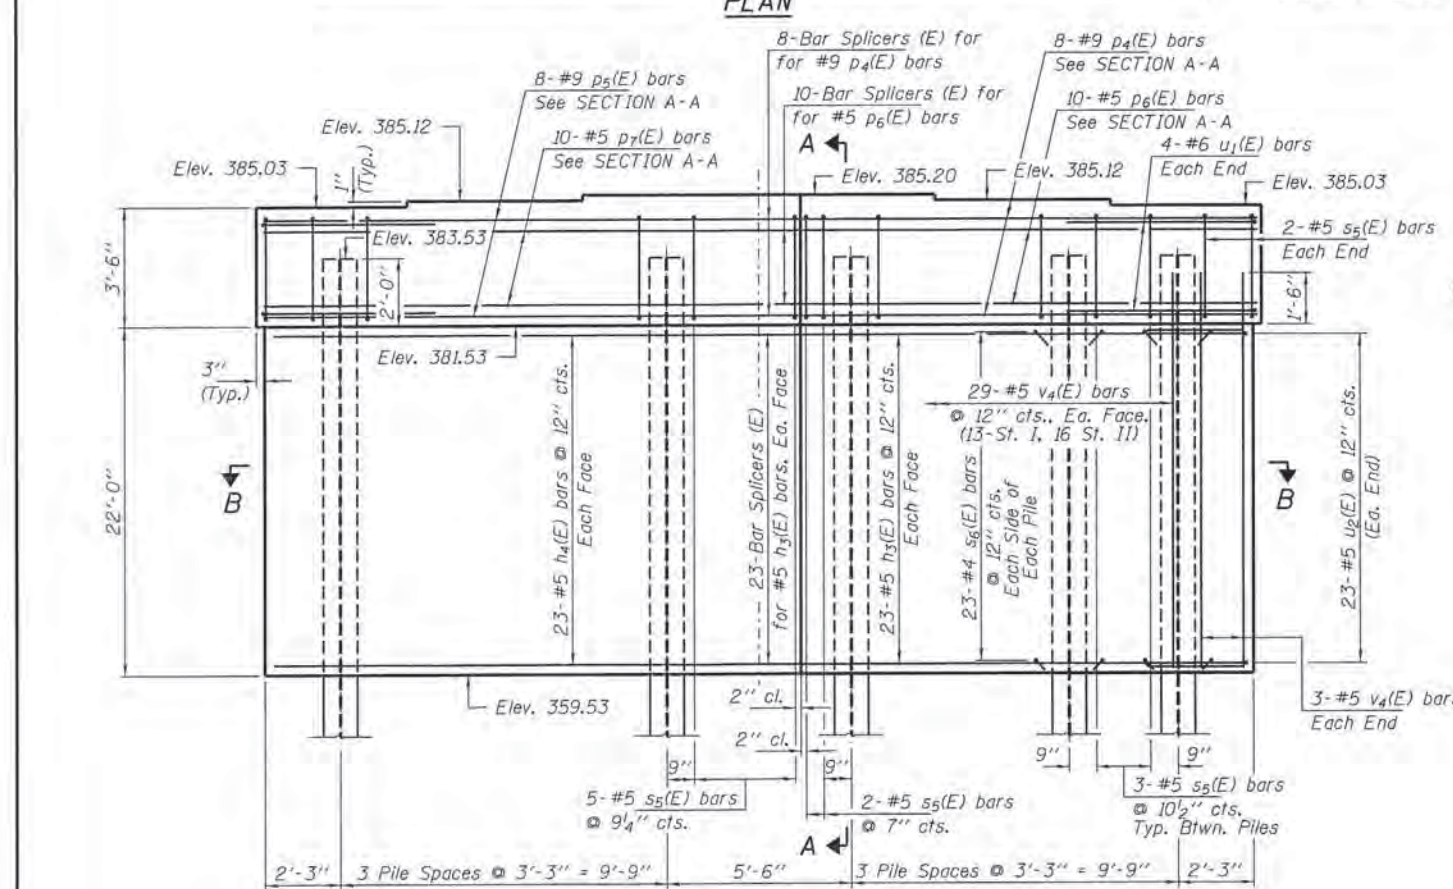 PLAN
8-Bar Splicers (E) for
for #9 p4(E) bars
8-#9 p4(E) bars
See SECTION A-A
8-#9 p5(E) bars
See SECTION A-A
10-Bar Splicers (E) for
for #5 p6(E) bars
10-#5 p6(E) bars
See SECTION A-A
Elev. 385.12
10-#5 p7(E) bars
See SECTION A-A
A
4-#6 u1(E) bars
Each End
Elev. 385.03
1"
(Typ.)
Elev. 385.20
Elev. 385.12
Elev. 385.03
3'-6"
Elev. 383.53
2'-0"
2-#5 s5(E) bars
Each End
1'-6"
Elev. 381.53
3"
(Typ.)
22'-0"
B
23-#5 h4(E) bars @ 12" cts.
Each Face
23-Bar Splicers (E)
for #5 h3(E) bars, Ea. Face
23-#5 h3(E) bars @ 12" cts.
Each Face
29-#5 v4(E) bars
@ 12" cts., Ea. Face.
(13-St. I, 16 St. II)
23-#4 s6(E) bars
@ 12" cts.
Each Side of
Each Pile
B
23-#5 u2(E) @ 12" cts.
(Ea. End)
Elev. 359.53
2" cl.
2" cl.
3-#5 v4(E) bar
Each End
9"
9"
9"
9"
5-#5 s5(E) bars
@ 9 1/4" cts.
2-#5 s5(E) bars
@ 7" cts.
3-#5 s5(E) bars
@ 10 1/2" cts.
Typ. Btwn. Piles
A
2'-3"
3 Pile Spaces @ 3'-3" = 9'-9"
5'-6"
3 Pile Spaces @ 3'-3" = 9'-9"
2'-3"